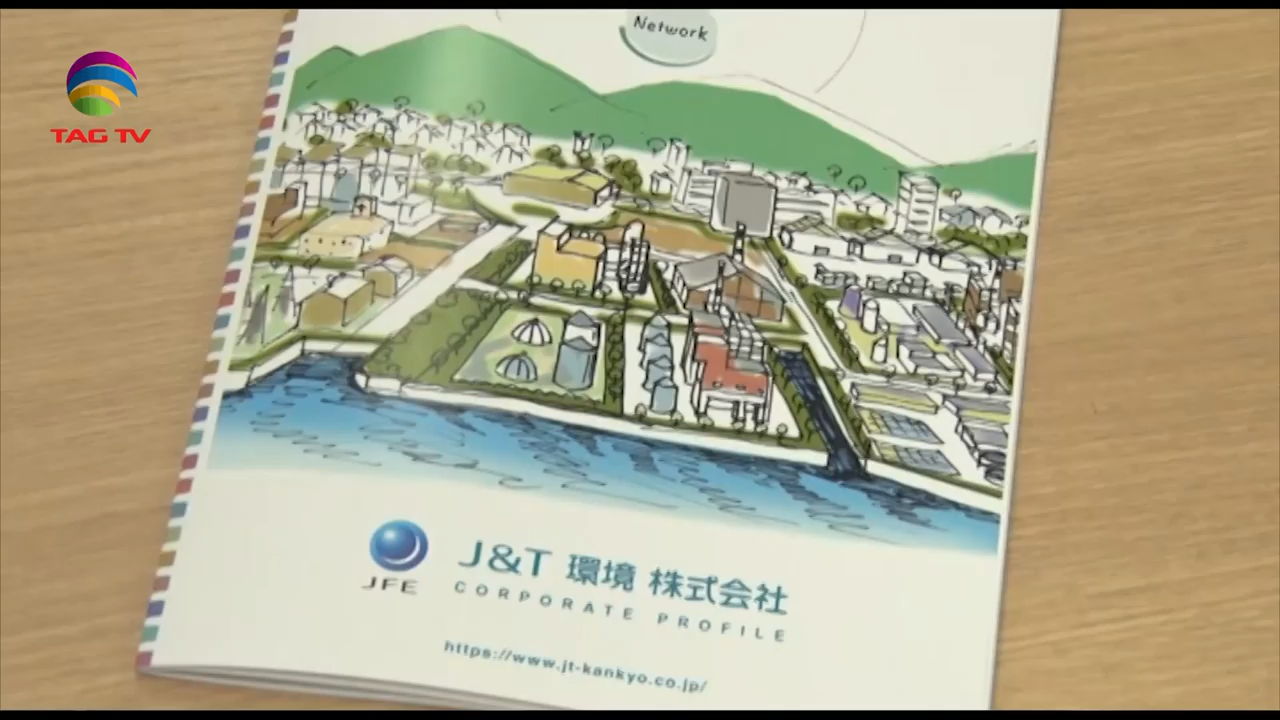 TAG TV
Network
JFE
J&T 環境 株式会社
CORPORATE PROFILE
https://www.jt-kankyo.co.jp/